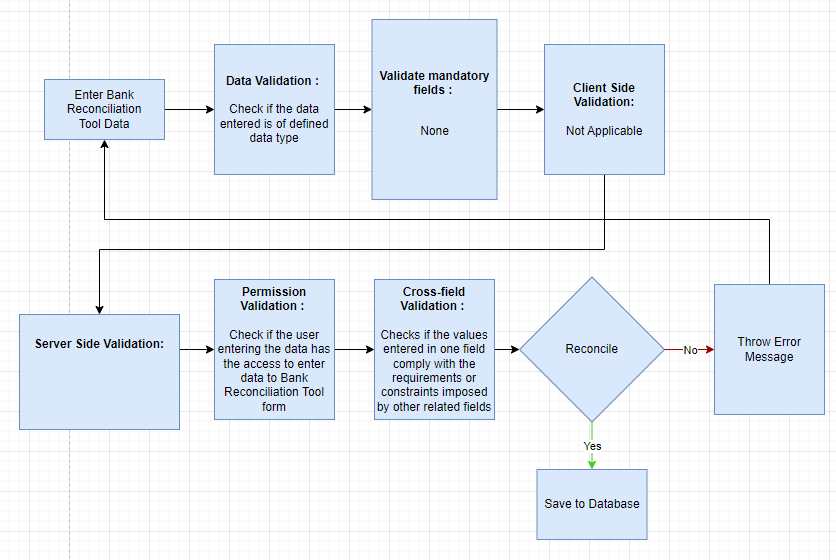 Enter Bank
Reconciliation
Tool Data
Data Validation :
Check if the data
entered is of defined
data type
Validate mandatory
fields :
None
Client Side
Validation:
Not Applicable
Server Side Validation:
Permission
Validation :
Check if the user
entering the data has
the access to enter
data to Bank
Reconciliation Tool
form
Cross-field
Validation :
Checks if the values
entered in one field
comply with the
requirements or
constraints imposed
by other related fields
Reconcile
No
Throw Error
Message
Yes
Save to Database